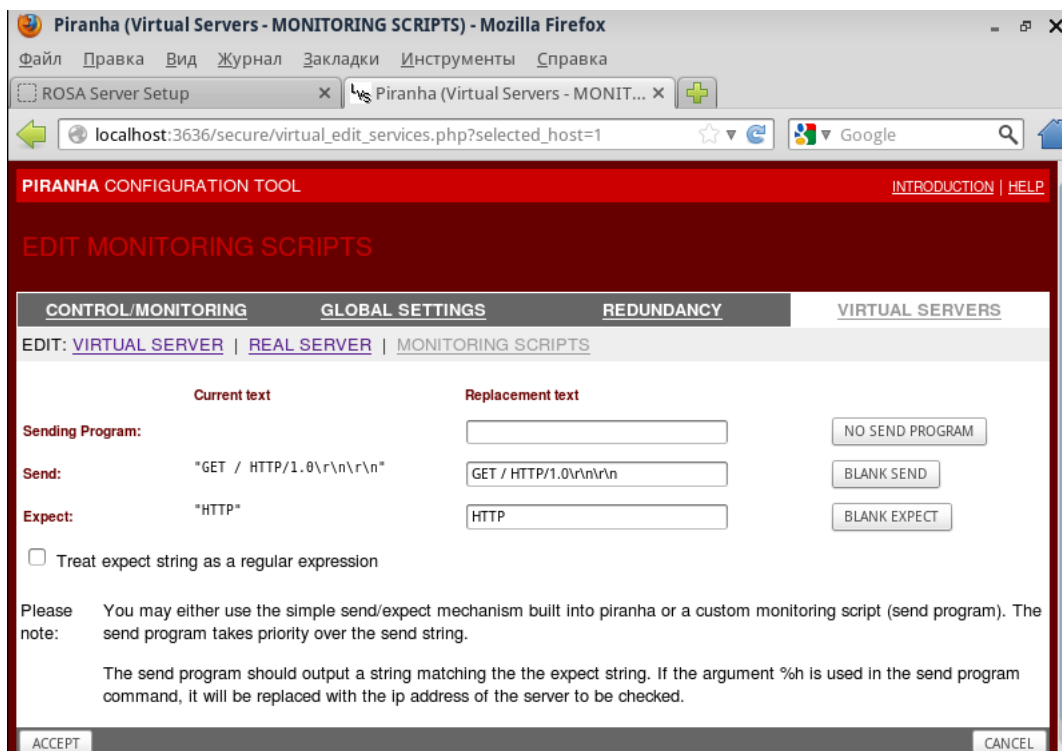 Piranha (Virtual Servers - MONITORING SCRIPTS) - Mozilla Firefox
Файл Правка Вид Журнал Закладки Инструменты Справка
ROSA Server Setup
Piranha (Virtual Servers - MONIT...
localhost:3636/secure/virtual_edit_services.php?selected_host=1
Google
PIRANHA CONFIGURATION TOOL
INTRODUCTION | HELP
EDIT MONITORING SCRIPTS
CONTROL/MONITORING GLOBAL SETTINGS REDUNDANCY VIRTUAL SERVERS
EDIT: VIRTUAL SERVER | REAL SERVER | MONITORING SCRIPTS
Current text Replacement text
Sending Program: NO SEND PROGRAM
Send: "GET / HTTP/1.0\r\n\r\n" GET / HTTP/1.0\r\n\r\n BLANK SEND
Expect: "HTTP" HTTP BLANK EXPECT
Treat expect string as a regular expression
Please note: You may either use the simple send/expect mechanism built into piranha or a custom monitoring script (send program). The
send program takes priority over the send string.
The send program should output a string matching the the expect string. If the argument %h is used in the send program
command, it will be replaced with the ip address of the server to be checked.
ACCEPT CANCEL